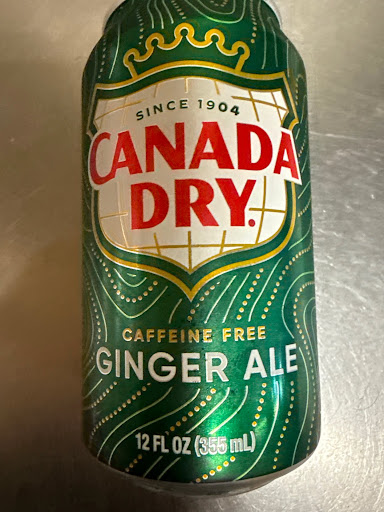 SINCE 1904
CANADA
DRY.
CAFFEINE FREE
GINGER ALE
12 FL OZ (355 mL)